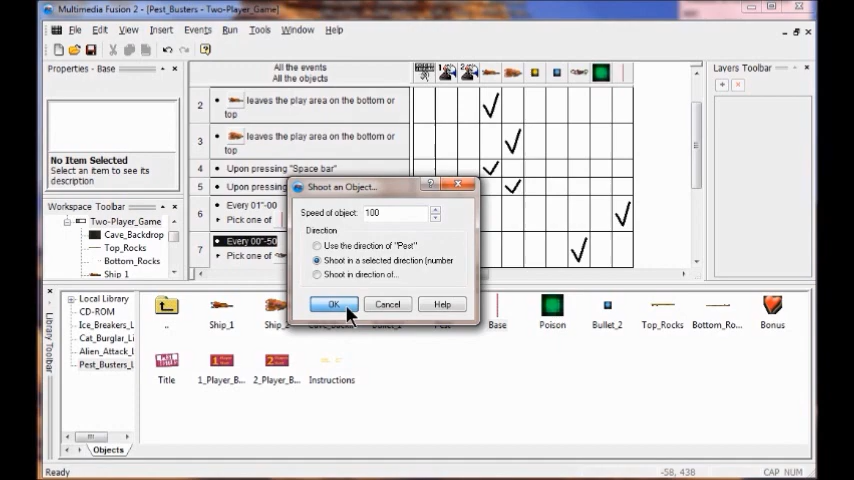 Multimedia Fusion 2 - [Pest_Busters - Two-Player_Game]
File Edit View Insert Events Run Tools Window Help
Properties - Base
No Item Selected
Select an item to see its
description
Workspace Toolbar
Two-Player_Game
Cave_Backdrop
Top_Rocks
Bottom_Rocks
Ship 1
All the events
All the objects
2 • leaves the play area on the bottom or
top
3 • leaves the play area on the bottom or
top
4 • Upon pressing "Space bar"
5 • Upon pressing
6 • Every 01"-00
• Pick one of
7 • Every 00"-50
• Pick one of
Layers Toolbar
Shoot an Object...
Speed of object: 100
Direction
Use the direction of "Pest"
Shoot in a selected direction (number
Shoot in direction of...
OK Cancel Help
Library Toolbar
Local Library
CD-ROM
Ice_Breakers_L
Cat_Burglar_Li
Alien_Attack_L
Pest_Busters_L
Objects
.. Ship_1 Base Poison Bullet_2 Top_Rocks Bottom_Ro... Bonus
Title 1_Player_B... 2_Player_B... Instructions
Ready -58, 438 CAP NUM